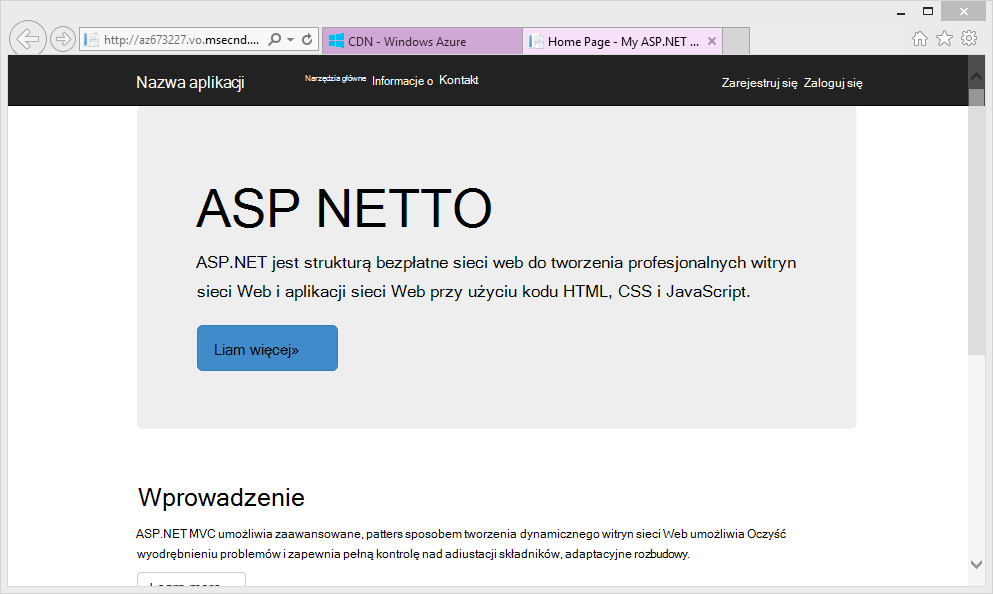 http://az673227.vo.msecnd....
CDN - Windows Azure
Home Page - My ASP.NET ...
Nazwa aplikacji
Narzędzia główne
Informacje o
Kontakt
Zarejestruj się
Zaloguj się
ASP NETTO
ASP.NET jest strukturą bezpłatne sieci web do tworzenia profesjonalnych witryn
sieci Web i aplikacji sieci Web przy użyciu kodu HTML, CSS i JavaScript.
Liam więcej»
Wprowadzenie
ASP.NET MVC umożliwia zaawansowane, patters sposobem tworzenia dynamicznego witryn sieci Web umożliwia Oczyść
wyodrębnieniu problemów i zapewnia pełną kontrolę nad adiustacji składników, adaptacyjne rozbudowy.
Learn more